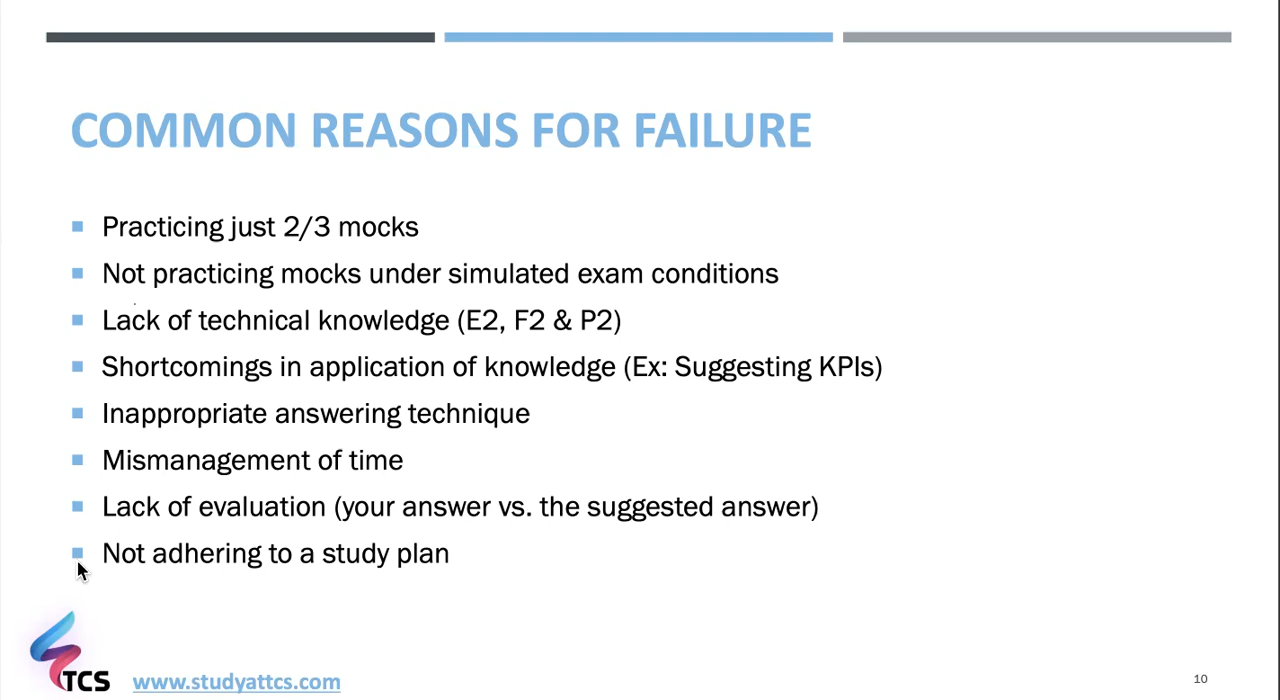 COMMON REASONS FOR FAILURE
Practicing just 2/3 mocks
Not practicing mocks under simulated exam conditions
Lack of technical knowledge (E2, F2 & P2)
Shortcomings in application of knowledge (Ex: Suggesting KPIs)
Inappropriate answering technique
Mismanagement of time
Lack of evaluation (your answer vs. the suggested answer)
Not adhering to a study plan
TCS
www.studyattcs.com
10